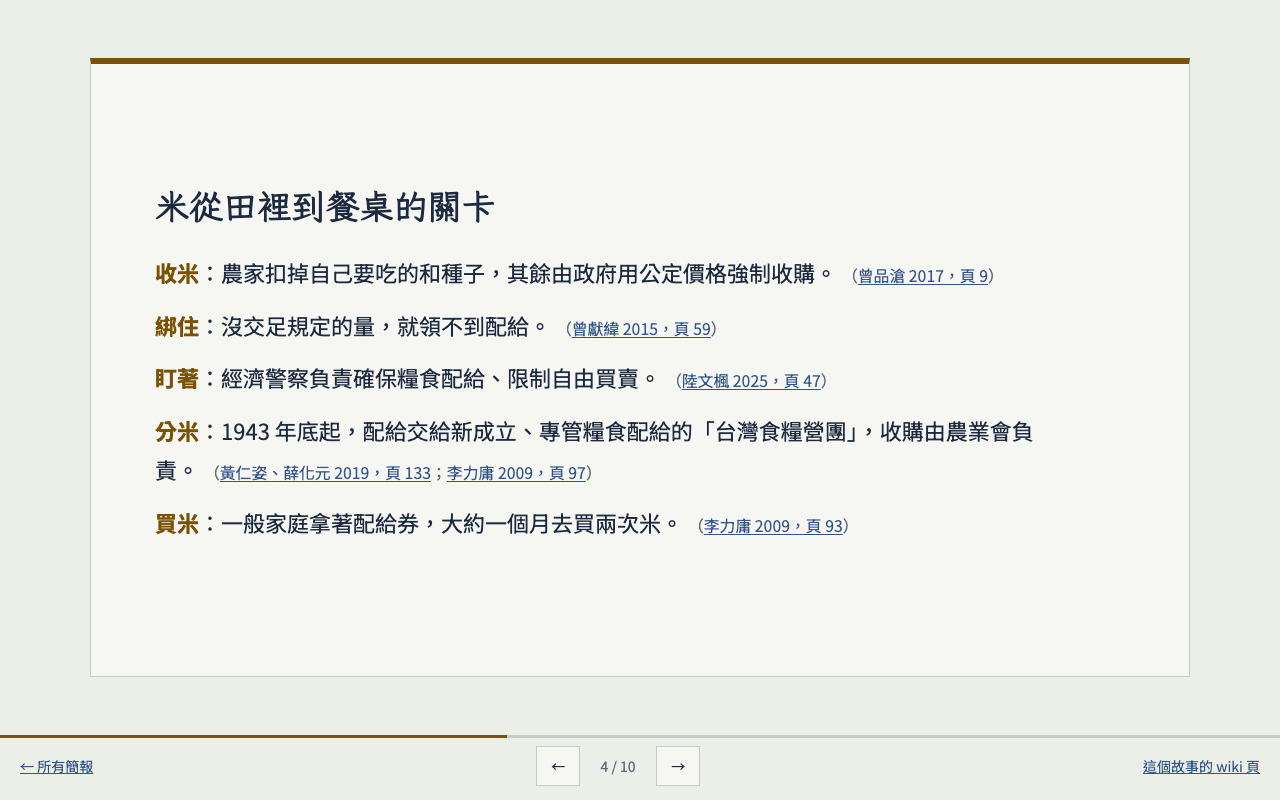 米從田裡到餐桌的關卡
收米：農家扣掉自己要吃的和種子，其餘由政府用公定價格強制收購。（曾品滄 2017，頁 9）
綁住：沒交足規定的量，就領不到配給。（曾獻緯 2015，頁 59）
盯著：經濟警察負責確保糧食配給、限制自由買賣。（陸文楓 2025，頁 47）
分米：1943 年底起，配給交給新成立、專管糧食配給的「台灣食糧營團」，收購由農業會負
責。（黃仁姿、薛化元 2019，頁 133；李力庸 2009，頁 97）
買米：一般家庭拿著配給券，大約一個月去買兩次米。（李力庸 2009，頁 93）
← 所有簡報
←
4 / 10
→
這個故事的 wiki 頁